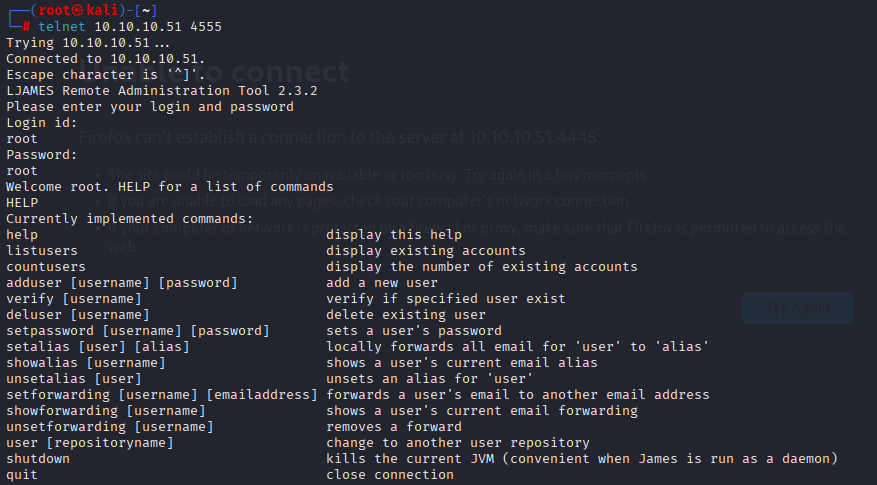 ┌──(root㉿kali)-[~]
└─# telnet 10.10.10.51 4555
Trying 10.10.10.51...
Connected to 10.10.10.51.
Escape character is '^]'.
LJAMES Remote Administration Tool 2.3.2
Please enter your login and password
Login id:
root
Password:
root
Welcome root. HELP for a list of commands
HELP
Currently implemented commands:
help display this help
listusers display existing accounts
countusers display the number of existing accounts
adduser [username] [password] add a new user
verify [username] verify if specified user exist
deluser [username] delete existing user
setpassword [username] [password] sets a user's password
setalias [user] [alias] locally forwards all email for 'user' to 'alias'
showalias [username] shows a user's current email alias
unsetalias [user] unsets an alias for 'user'
setforwarding [username] [emailaddress] forwards a user's email to another email address
showforwarding [username] shows a user's current email forwarding
unsetforwarding [username] removes a forward
user [repositoryname] change to another user repository
shutdown kills the current JVM (convenient when James is run as a daemon)
quit close connection
to connect
Firefox can't establish a connection to the server at 10.10.10.51:4445.
The site could be temporarily unavailable or too busy. Try again in a few moments.
If you are unable to load any pages, check your computer's network connection.
If your computer or network is protected by a firewall or proxy, make sure that Firefox is permitted to access the
web.
Try Again